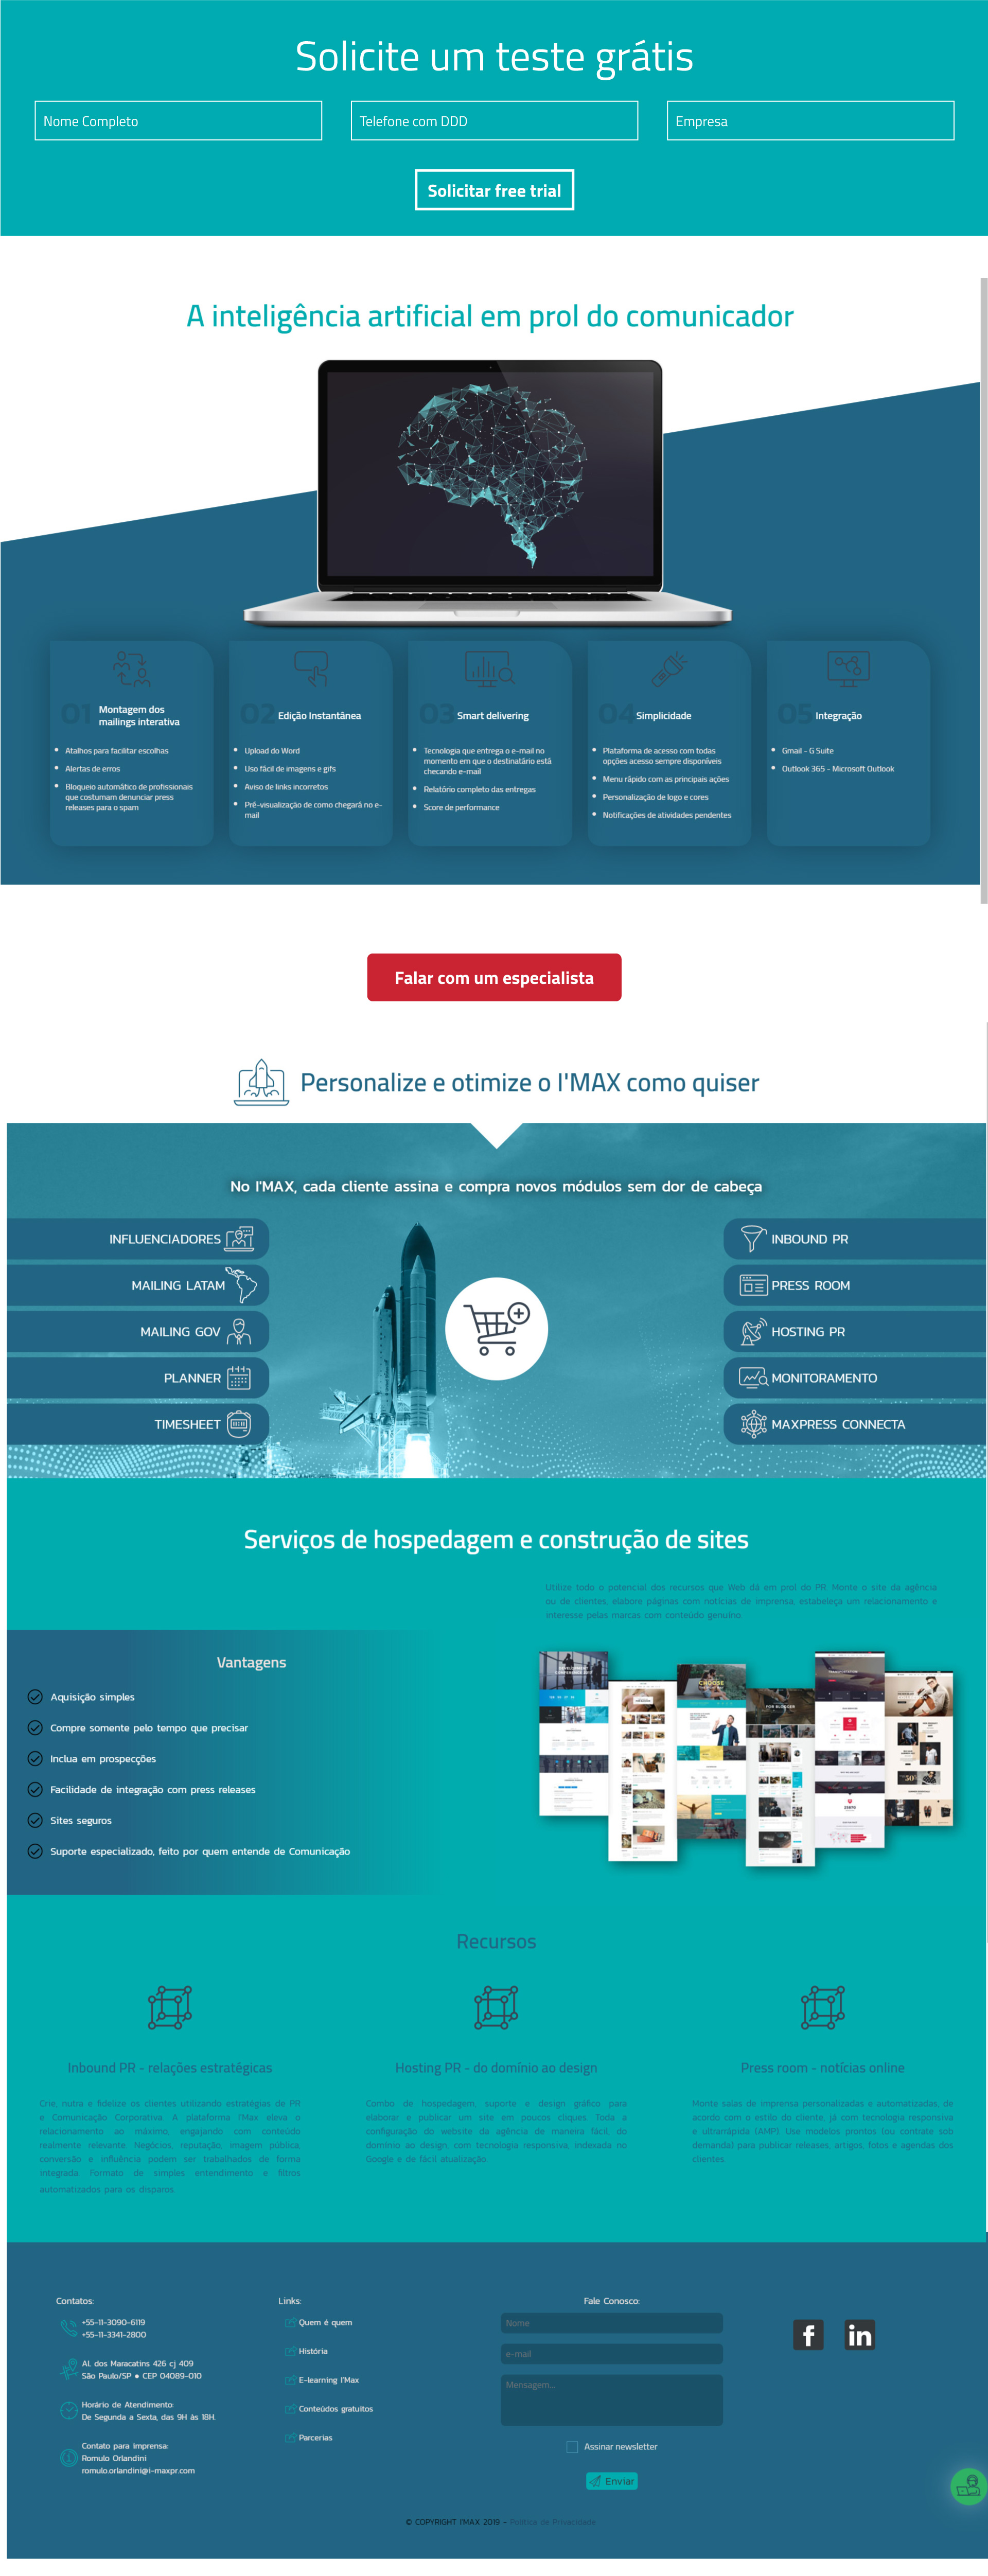 Solicite um teste grátis
Nome Completo
Telefone com DDD
Empresa
Solicitar free trial
A inteligência artificial em prol do comunicador
01 Montagem dos
mailings interativa
Atalhos para facilitar escolhas
Alertas de erros
Bloqueio automático de profissionais
que costumam denunciar press
releases para o spam
02 Edição Instantânea
Upload do Word
Uso fácil de imagens e gifs
Aviso de links incorretos
Pré-visualização de como chegará no e-
mail
03 Smart delivering
Tecnologia que entrega o e-mail no
momento em que o destinatário está
checando e-mail
Relatório completo das entregas
Score de performance
04 Simplicidade
Plataforma de acesso com todas
opções acesso sempre disponíveis
Menu rápido com as principais ações
Personalização de logo e cores
Notificações de atividades pendentes
05 Integração
Gmail - G Suite
Outlook 365 - Microsoft Outlook
Falar com um especialista
Personalize e otimize o I'MAX como quiser
No I'MAX, cada cliente assina e compra novos módulos sem dor de cabeça
INFLUENCIADORES
MAILING LATAM
MAILING GOV
PLANNER
TIMESHEET
INBOUND PR
PRESS ROOM
HOSTING PR
MONITORAMENTO
MAXPRESS CONNECTA
Serviços de hospedagem e construção de sites
Utilize todo o potencial dos recursos que Web dá em prol do PR. Monte o site da agência
ou de clientes, elabore páginas com notícias de imprensa, estabeleça um relacionamento e
interesse pelas marcas com conteúdo genuíno.
Vantagens
Aquisição simples
Compre somente pelo tempo que precisar
Inclua em prospecções
Facilidade de integração com press releases
Sites seguros
Suporte especializado, feito por quem entende de Comunicação
CHOOSE
Recursos
Inbound PR - relações estratégicas
Crie, nutra e fidelize os clientes utilizando estratégias de PR
e Comunicação Corporativa. A plataforma I'Max eleva o
relacionamento ao máximo, engajando com conteúdo
realmente relevante. Negócios, reputação, imagem pública,
conversão e influência podem ser trabalhados de forma
integrada. Formato de simples entendimento e filtros
automatizados para os disparos.
Hosting PR - do domínio ao design
Combo de hospedagem, suporte e design gráfico para
elaborar e publicar um site em poucos cliques. Toda a
configuração do website da agência de maneira fácil, do
domínio ao design, com tecnologia responsiva, indexada no
Google e de fácil atualização.
Press room - notícias online
Monte salas de imprensa personalizadas e automatizadas, de
acordo com o estilo do cliente, já com tecnologia responsiva
e ultrarrápida (AMP). Use modelos prontos (ou contrate sob
demanda) para publicar releases, artigos, fotos e agendas dos
clientes.
Contatos:
+55-11-3090-6119
+55-11-3341-2800
Al. dos Maracatins 426 cj 409
São Paulo/SP • CEP 04089-010
Horário de Atendimento:
De Segunda a Sexta, das 9H às 18H.
Contato para imprensa:
Romulo Orlandini
romulo.orlandini@i-maxpr.com
Links:
Quem é quem
História
E-learning I'Max
Conteúdos gratuitos
Parcerias
Fale Conosco:
Nome
e-mail
Mensagem...
Assinar newsletter
Enviar
f
in
© COPYRIGHT I'MAX 2019 - Política de Privacidade